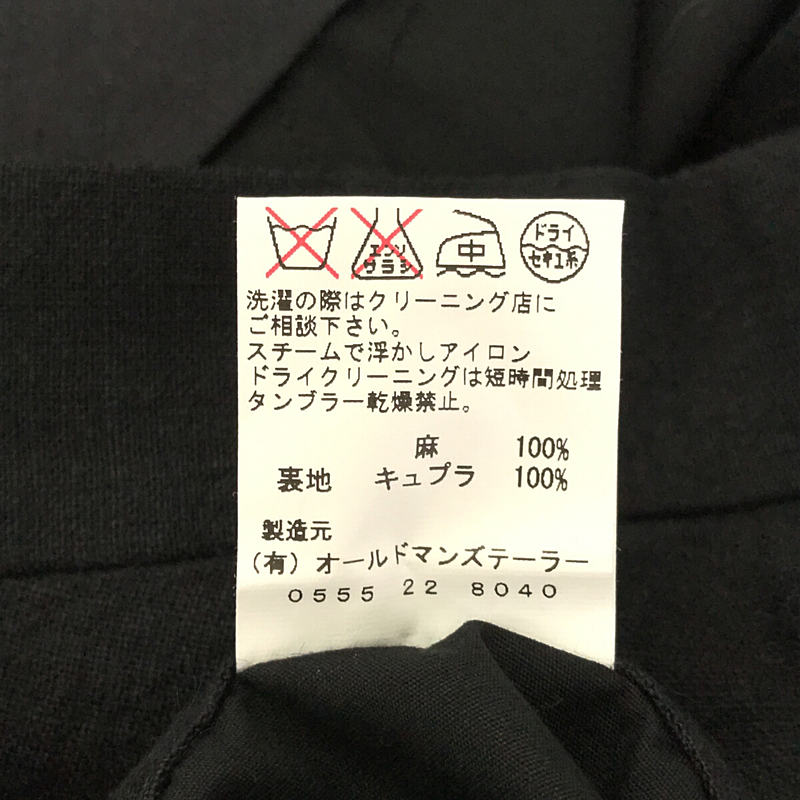 エンソ サラシ 中 ドライ セキユ系
洗濯の際はクリーニング店に
ご相談下さい。
スチームで浮かしアイロン
ドライクリーニングは短時間処理
タンブラー乾燥禁止。
麻 100%
裏地 キュプラ 100%
製造元
(有)オールドマンズテーラー
0555 22 8040